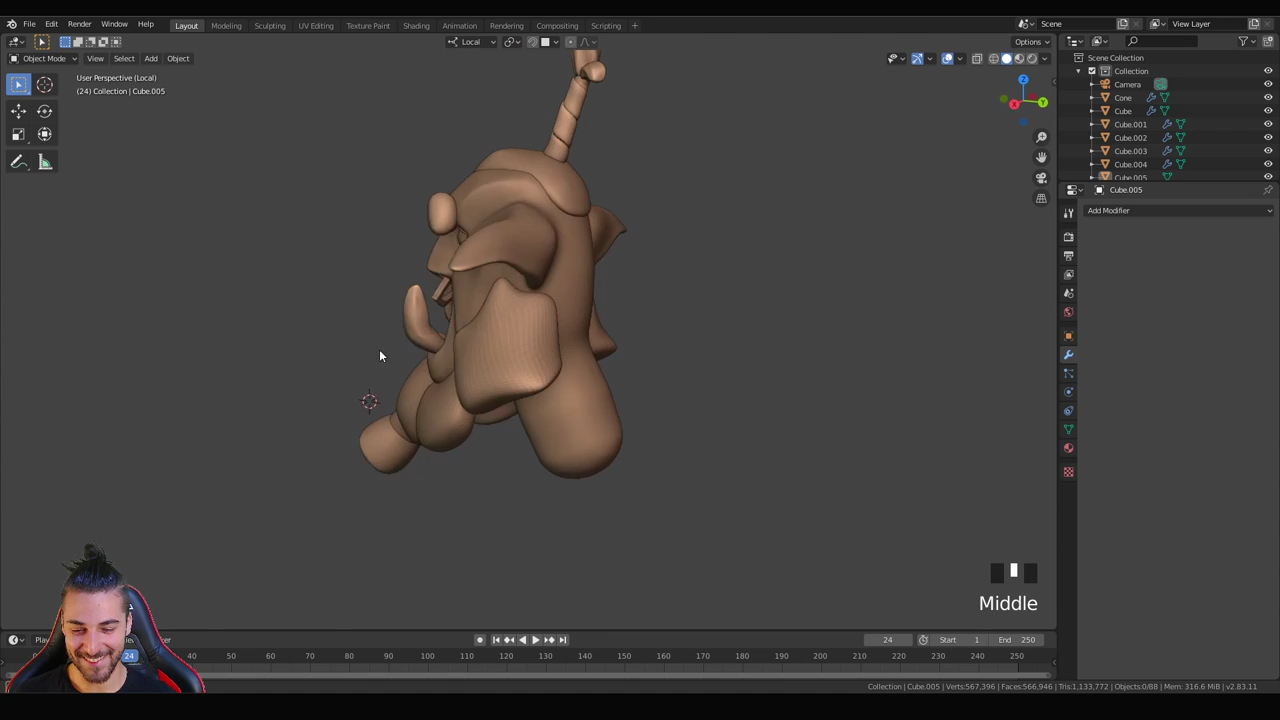 File Edit Render Window Help Layout Modeling Sculpting UV Editing Texture Paint Shading Animation Rendering Compositing Scripting + Scene View Layer
Local Options
Object Mode View Select Add Object
User Perspective (Local)
(24) Collection | Cube.005
Scene Collection
Collection
Camera
Cone
Cube
Cube.001
Cube.002
Cube.003
Cube.004
Cube.005
Cube.005
Add Modifier
X
Y
Z
Middle
24 Start 1 End 250
24 30 40 50 60 70 80 90 100 110 120 130 140 150 160 170 180 190 200 210 220 230 240 250
Collection | Cube.005 | Verts:567,396 | Faces:566,946 | Tris:1,133,772 | Objects:0/88 | Mem: 316.6 MiB | v2.83.11